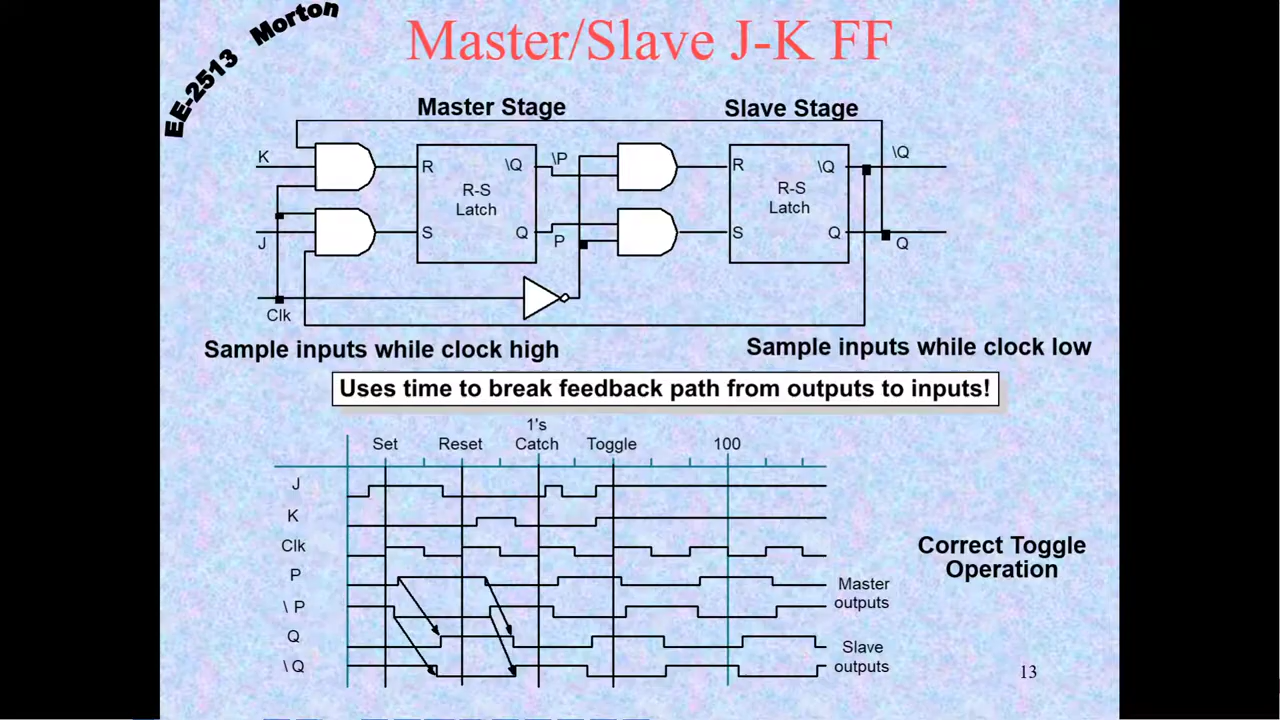 EE-2513 Morton
Master/Slave J-K FF
Master Stage
Slave Stage
K
R
\Q
\P
R
\Q
\Q
R-S
Latch
R-S
Latch
J
S
Q
P
S
Q
Q
Clk
Sample inputs while clock high
Sample inputs while clock low
Uses time to break feedback path from outputs to inputs!
Set
Reset
1's
Catch
Toggle
100
J
K
Clk
P
\ P
Q
\ Q
Master
outputs
Slave
outputs
Correct Toggle
Operation
13